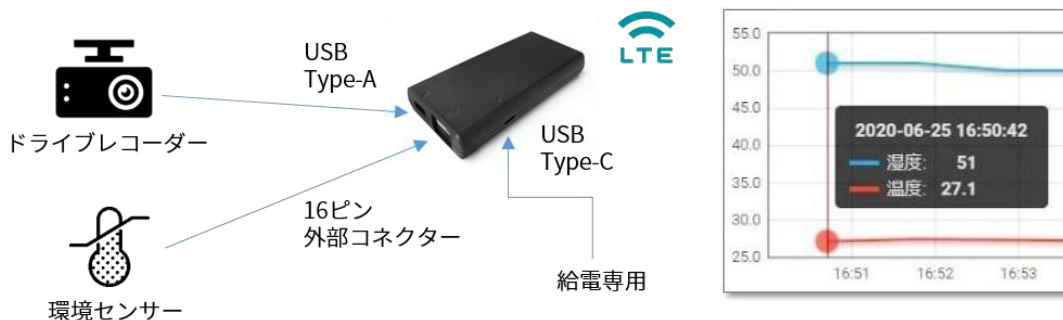 USB
Type-A
LTE
ドライブレコーダー
USB
Type-C
16ピン
外部コネクター
給電専用
環境センサー
55.0
50.0
45.0
40.0
35.0
30.0
25.0
2020-06-25 16:50:42
湿度: 51
温度: 27.1
16:51
16:52
16:53